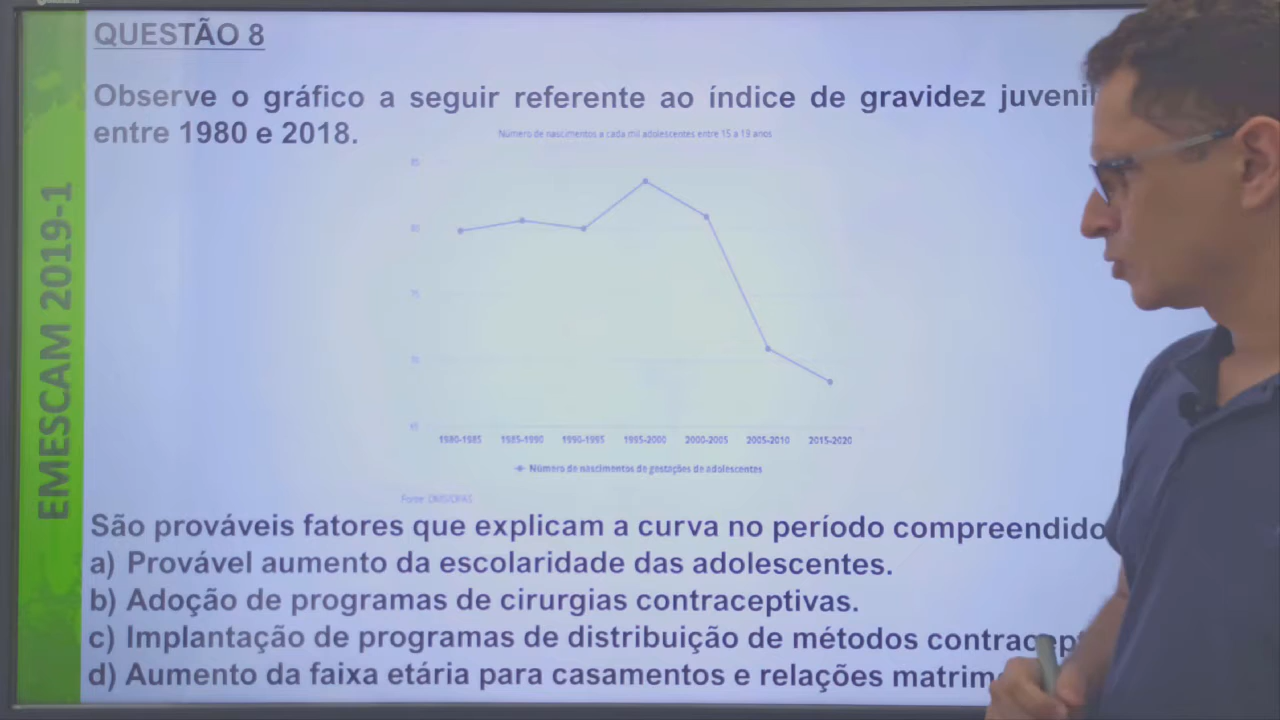 QUESTÃO 8
Observe o gráfico a seguir referente ao índice de gravidez juvenil
entre 1980 e 2018.
Número de nascimentos a cada mil adolescentes entre 15 a 19 anos
1980-1985 1985-1990 1990-1995 1995-2000 2000-2005 2005-2010 2015-2020
Número de nascimentos de gestações de adolescentes
Fonte: OMS/OPAS
São prováveis fatores que explicam a curva no período compreendido
a) Provável aumento da escolaridade das adolescentes.
b) Adoção de programas de cirurgias contraceptivas.
c) Implantação de programas de distribuição de métodos
d) Aumento da faixa etária para casamentos e relações
EMESCAM 2019-1